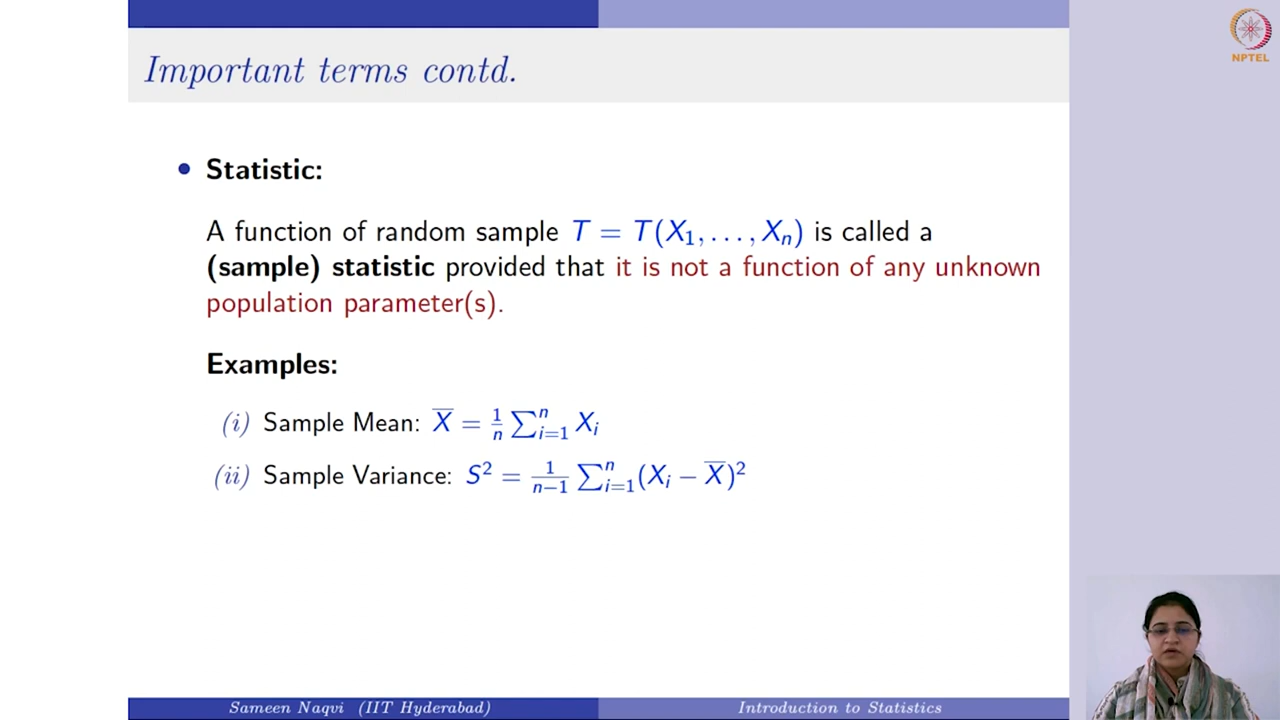 Important terms contd.
NPTEL
• Statistic:
A function of random sample T = T(X₁, . . . , Xₙ) is called a
(sample) statistic provided that it is not a function of any unknown
population parameter(s).
Examples:
(i) Sample Mean: X̅ = 1/n ∑ⁿᵢ₌₁ Xᵢ
(ii) Sample Variance: S² = 1/(n−1) ∑ⁿᵢ₌₁(Xᵢ − X̅)²
Sameen Naqvi (IIT Hyderabad)
Introduction to Statistics